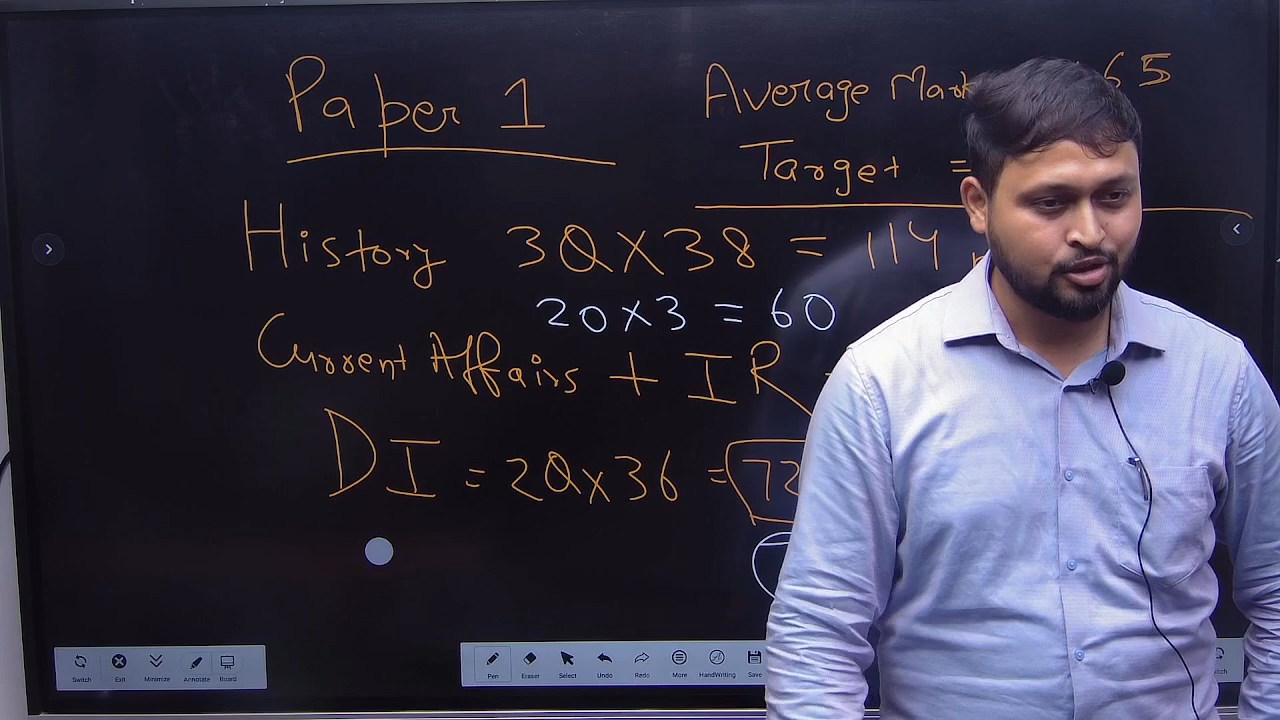 Paper 1
Average
65
Target =
History 3Q X 38 = 114
20 X 3 = 60
Current Affairs + IR
DI = 2Q X 36 = 72
Switch Exit Minimize Annotate Board
Pen Eraser Select Undo Redo More HandWriting Save